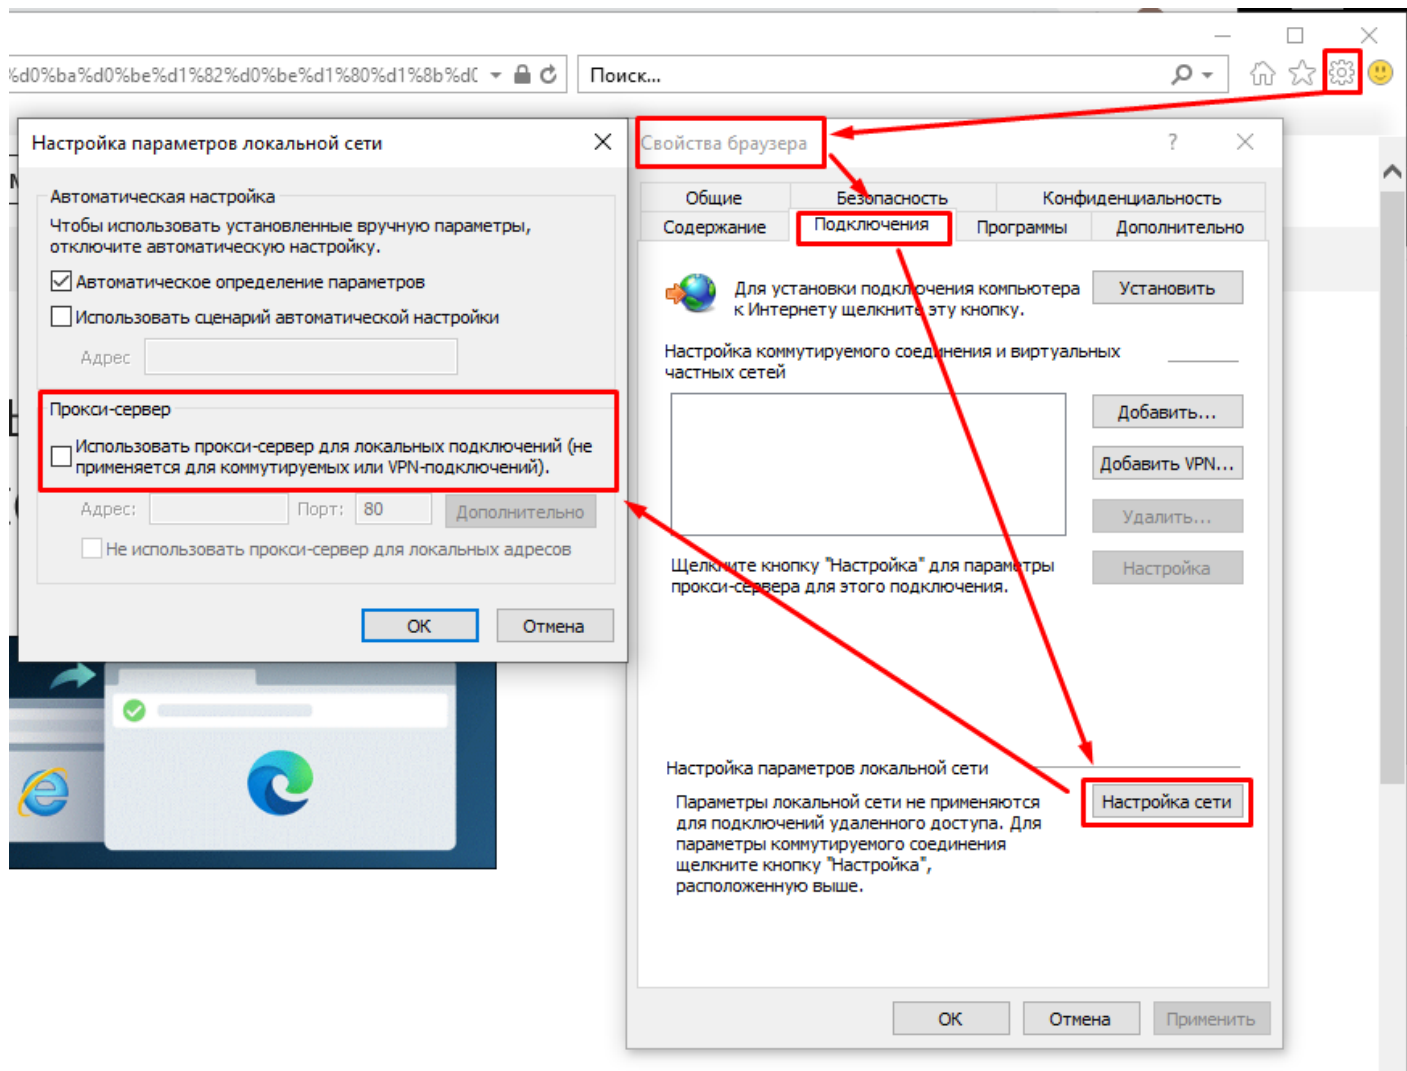 %d0%ba%d0%be%d1%82%d0%be%d1%80%d1%8b%d0
Поиск...
Настройка параметров локальной сети
Автоматическая настройка
Чтобы использовать установленные вручную параметры,
отключите автоматическую настройку.
Автоматическое определение параметров
Использовать сценарий автоматической настройки
Адрес
Прокси-сервер
Использовать прокси-сервер для локальных подключений (не
применяется для коммутируемых или VPN-подключений).
Адрес:
Порт:
80
Дополнительно
Не использовать прокси-сервер для локальных адресов
ОК
Отмена
Свойства браузера
?
Общие
Безопасность
Конфиденциальность
Содержание
Подключения
Программы
Дополнительно
Для установки подключения компьютера
к Интернету щелкните эту кнопку.
Установить
Настройка коммутируемого соединения и виртуальных
частных сетей
Добавить...
Добавить VPN...
Удалить...
Щелкните кнопку "Настройка" для параметры
прокси-сервера для этого подключения.
Настройка
Настройка параметров локальной сети
Параметры локальной сети не применяются
для подключений удаленного доступа. Для
параметры коммутируемого соединения
щелкните кнопку "Настройка",
расположенную выше.
Настройка сети
ОК
Отмена
Применить